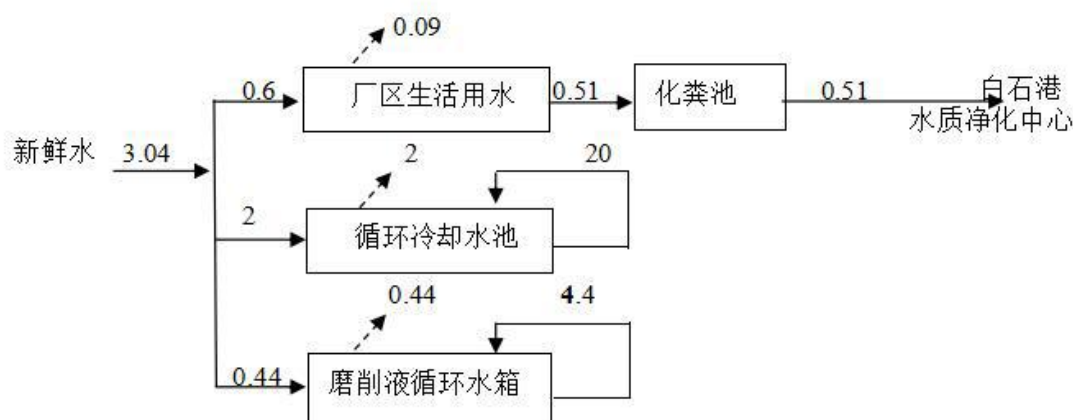 0.09
0.6
厂区生活用水
0.51
化粪池
0.51
白石港
水质净化中心
新鲜水
3.04
2
20
2
循环冷却水池
0.44
4.4
0.44
磨削液循环水箱